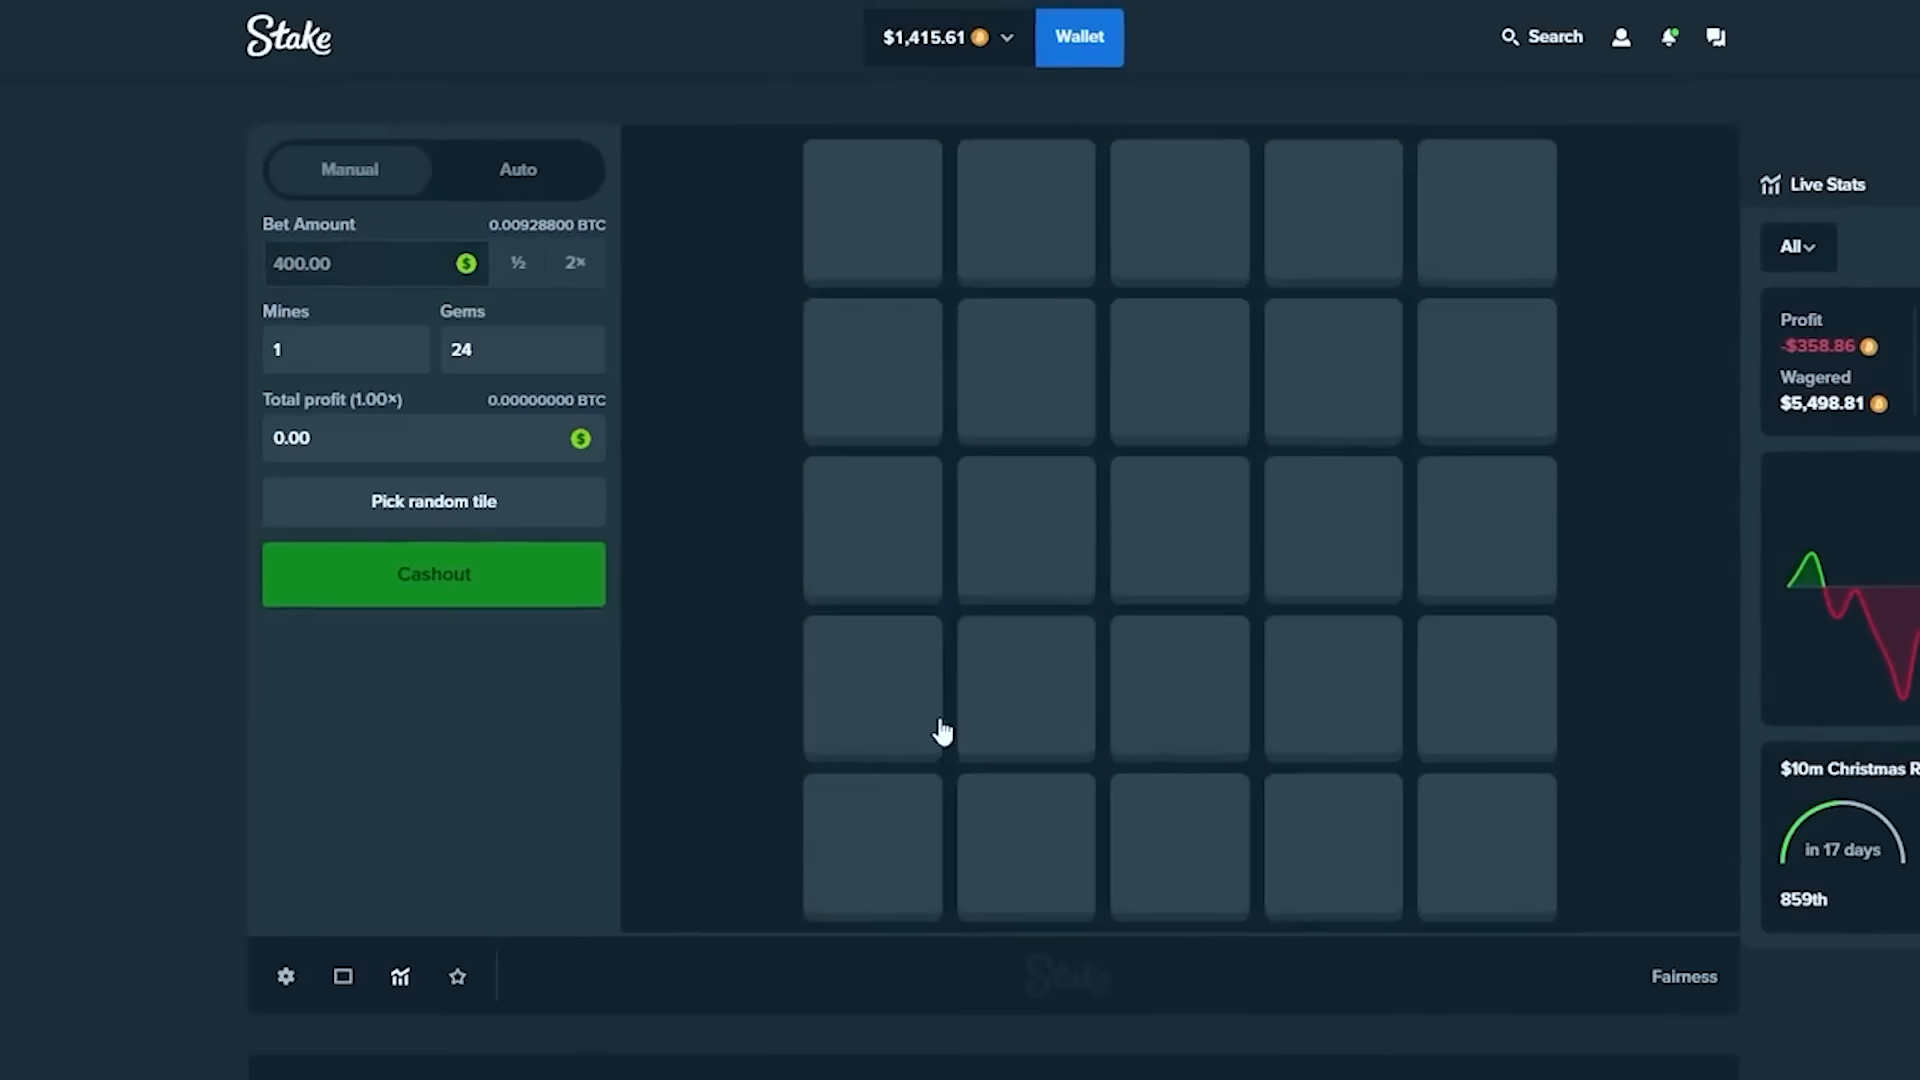 Stake
$1,415.61
Wallet
Search
Manual
Auto
Bet Amount
0.00928800 BTC
400.00
½
2×
Mines
Gems
1
24
Total profit (1.00×)
0.00000000 BTC
0.00
Pick random tile
Cashout
Live Stats
All
Profit
-$358.86
Wagered
$5,498.81
$10m Christmas R
in 17 days
859th
Stake
Fairness